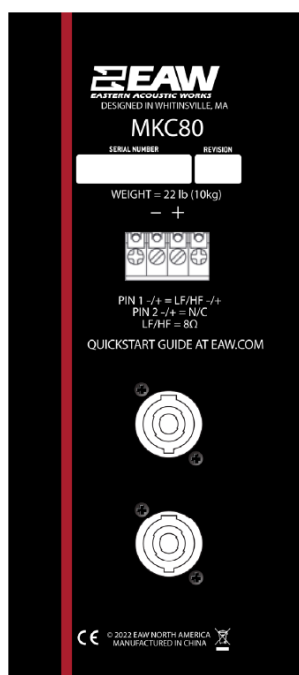 EAW
EASTERN ACOUSTIC WORKS
DESIGNED IN WHITINSVILLE, MA
MKC80
SERIAL NUMBER REVISION
WEIGHT = 22 lb (10kg)
− +
PIN 1 -/+ = LF/HF -/+
PIN 2 -/+ = N/C
LF/HF = 8Ω
QUICKSTART GUIDE AT EAW.COM
CE © 2022 EAW NORTH AMERICA
MANUFACTURED IN CHINA